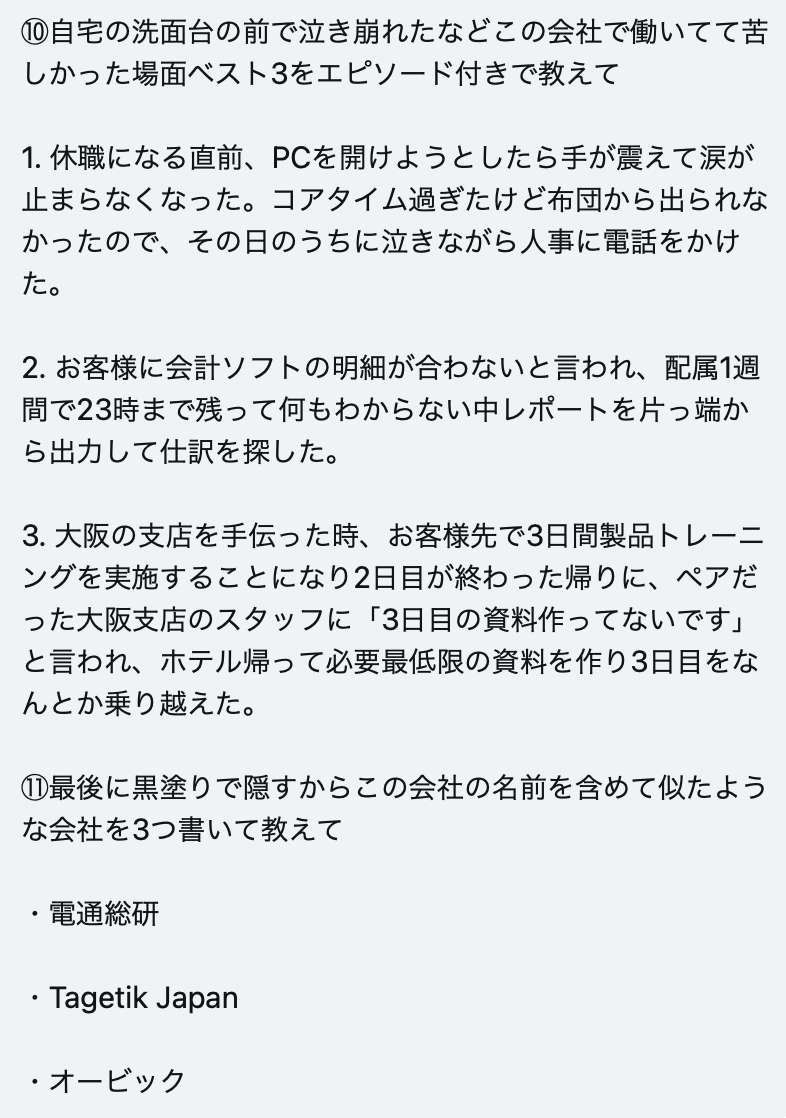 ⑩自宅の洗面台の前で泣き崩れたなどこの会社で働いてて苦
しかった場面ベスト3をエピソード付きで教えて
1. 休職になる直前、PCを開けようとしたら手が震えて涙が
止まらなくなった。コアタイム過ぎたけど布団から出られな
かったので、その日のうちに泣きながら人事に電話をかけ
た。
2. お客様に会計ソフトの明細が合わないと言われ、配属1週
間で23時まで残って何もわからない中レポートを片っ端か
ら出力して仕訳を探した。
3. 大阪の支店を手伝った時、お客様先で3日間製品トレーニ
ングを実施することになり2日目が終わった帰りに、ペアだ
った大阪支店のスタッフに「3日目の資料作ってないです」
と言われ、ホテル帰って必要最低限の資料を作り3日目をな
んとか乗り越えた。
⑪最後に黒塗りで隠すからこの会社の名前を含めて似たよう
な会社を3つ書いて教えて
・電通総研
・Tagetik Japan
・オービック